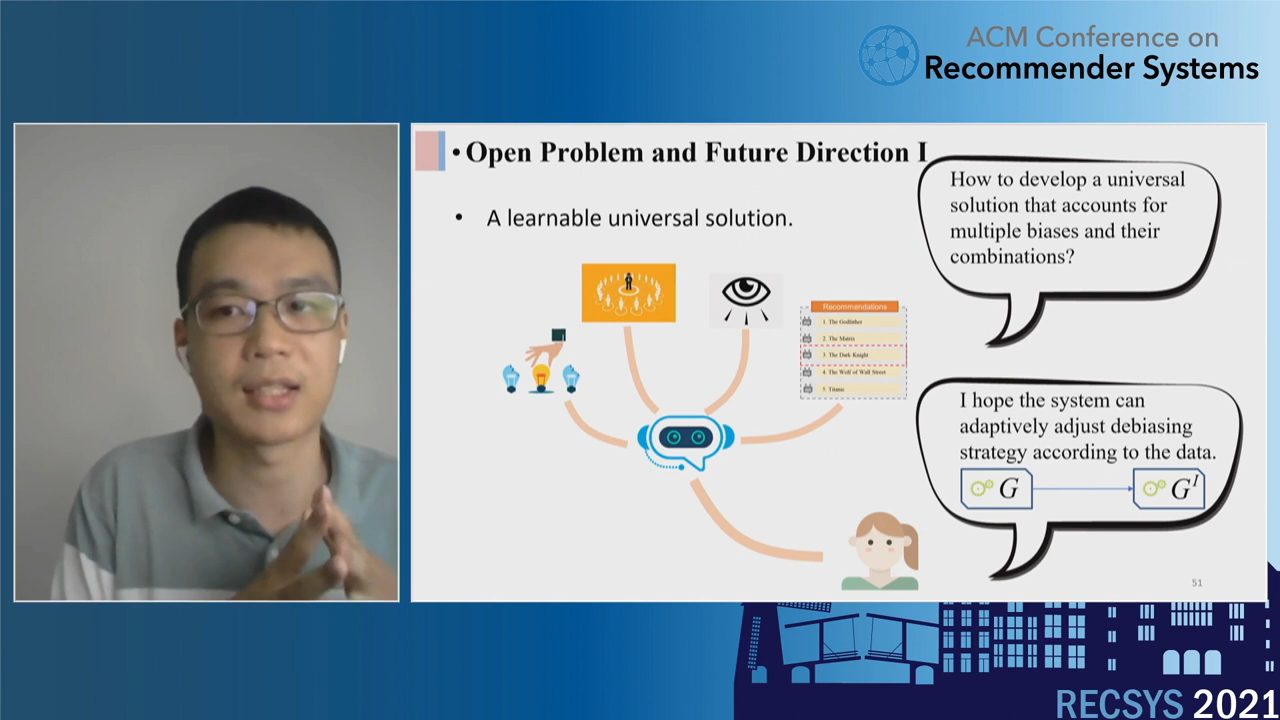 ACM Conference on
Recommender Systems
• Open Problem and Future Direction I
• A learnable universal solution.
How to develop a universal
solution that accounts for
multiple biases and their
combinations?
Recommendations
1. The Godfather
2. The Matrix
3. The Dark Knight
4. The Wolf of Wall Street
5. Titanic
I hope the system can
adaptively adjust debiasing
strategy according to the data.
G
G^I
51
RECSYS 2021